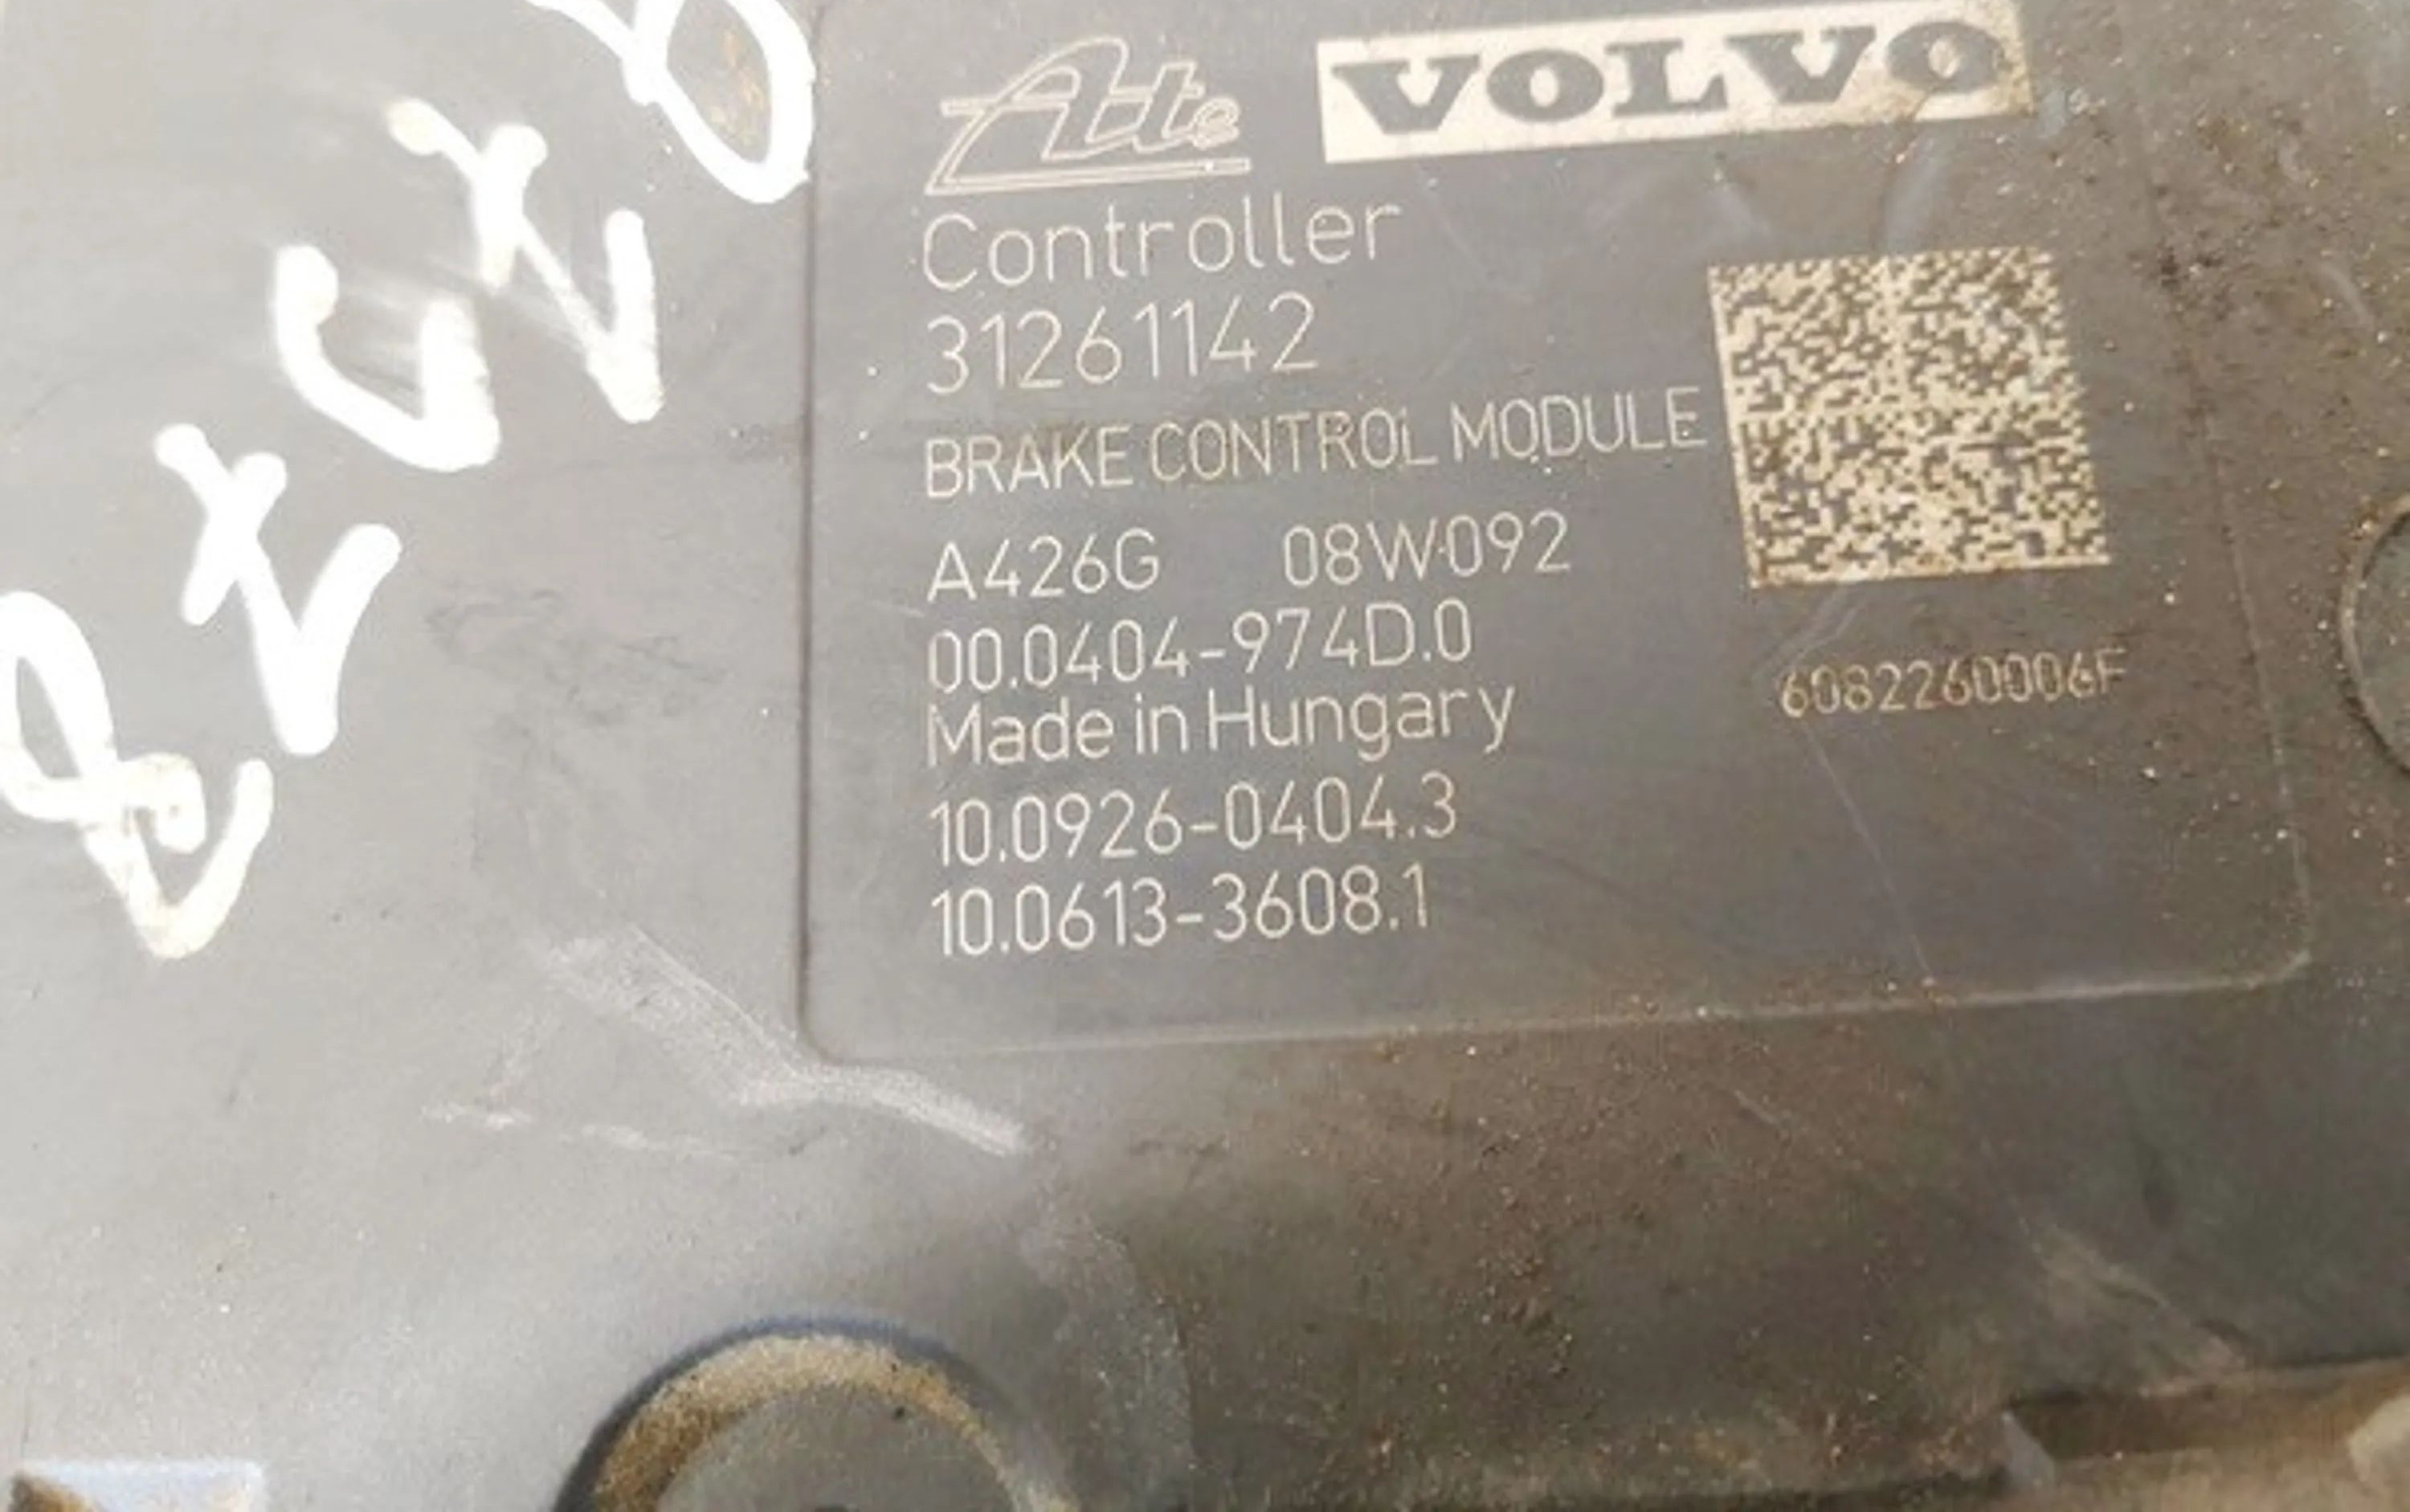 Ate VOLVO
Controller
31261142
BRAKE CONTROL MODULE
A426G 08W092
00.0404-974D.0
Made in Hungary
6082260006F
10.0926-0404.3
10.0613-3608.1